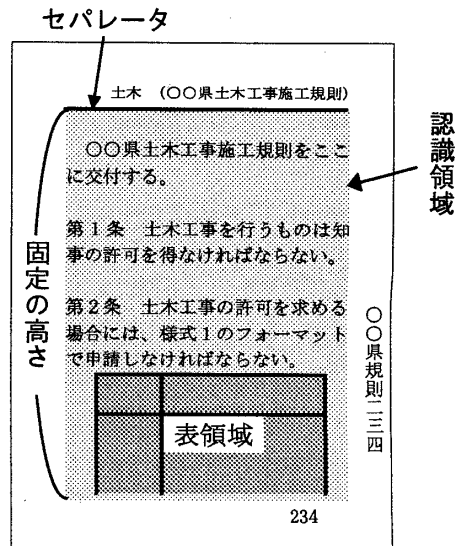 セパレータ
土木 (○○県土木工事施工規則)
認識領域
○○県土木工事施工規則をここ
に交付する。
第1条 土木工事を行うものは知
事の許可を得なければならない。
固定の高さ
第2条 土木工事の許可を求める
場合には、様式1のフォーマット
で申請しなければならない。
○○県規則二三四
表領域
234